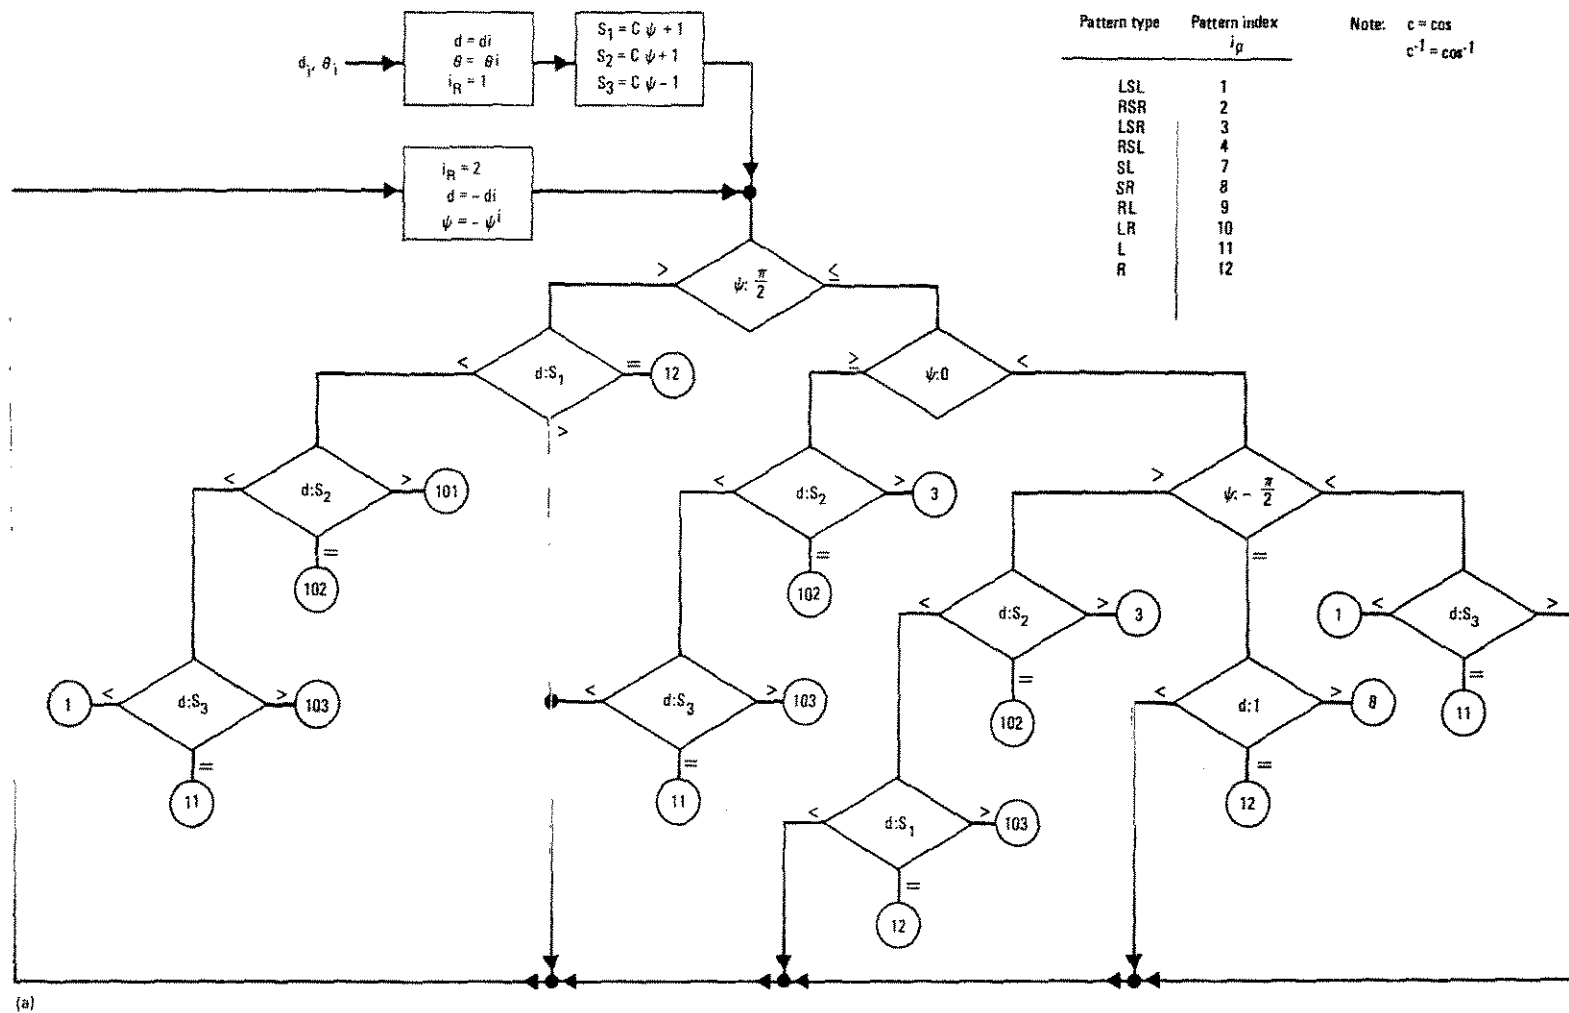 d_i, θ_i
d = di
θ = θ^i
i_R = 1
S_1 = C ψ + 1
S_2 = C ψ + 1
S_3 = C ψ - 1
Pattern type Pattern index
i_ρ
Note: c = cos
c^-1 = cos^-1
LSL 1
RSR 2
LSR 3
RSL 4
SL 7
SR 8
RL 9
LR 10
L 11
R 12
i_R = 2
d = - di
ψ = - ψ^i
> ψ: π/2 ≤
< d:S_1 = 12
>
≥ ψ:0 <
< d:S_2 > 101
=
102
< d:S_2 > 3
=
102
> ψ: - π/2 <
=
< d:S_2 > 3
=
102
1 < d:S_3 >
=
11
1 < d:S_3 > 103
=
11
< d:S_3 > 103
=
11
< d:1 > 8
=
12
< d:S_1 > 103
=
12
(a)